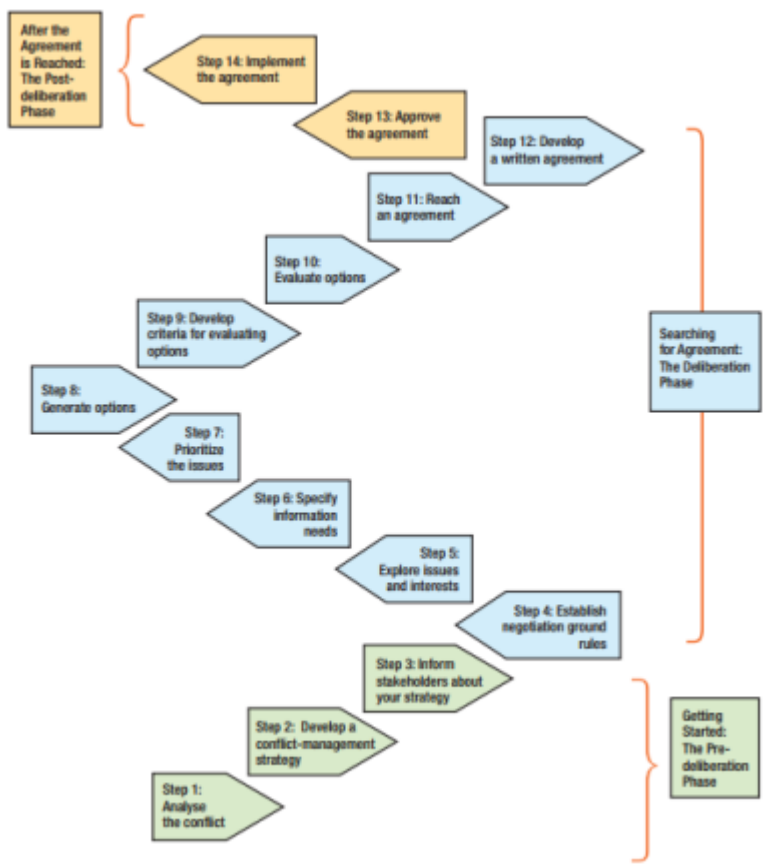 After the
Agreement
is Reached:
The Post-
deliberation
Phase
Step 14: Implement
the agreement
Step 13: Approve
the agreement
Step 12: Develop
a written agreement
Step 11: Reach
an agreement
Step 10:
Evaluate options
Step 9: Develop
criteria for evaluating
options
Searching
for Agreement:
The Deliberation
Phase
Step 8:
Generate options
Step 7:
Prioritize
the issues
Step 6: Specify
information
needs
Step 5:
Explore issues
and interests
Step 4: Establish
negotiation ground
rules
Step 3: Inform
stakeholders about
your strategy
Getting
Started:
The Pre-
deliberation
Phase
Step 2: Develop a
conflict-management
strategy
Step 1:
Analyse
the conflict